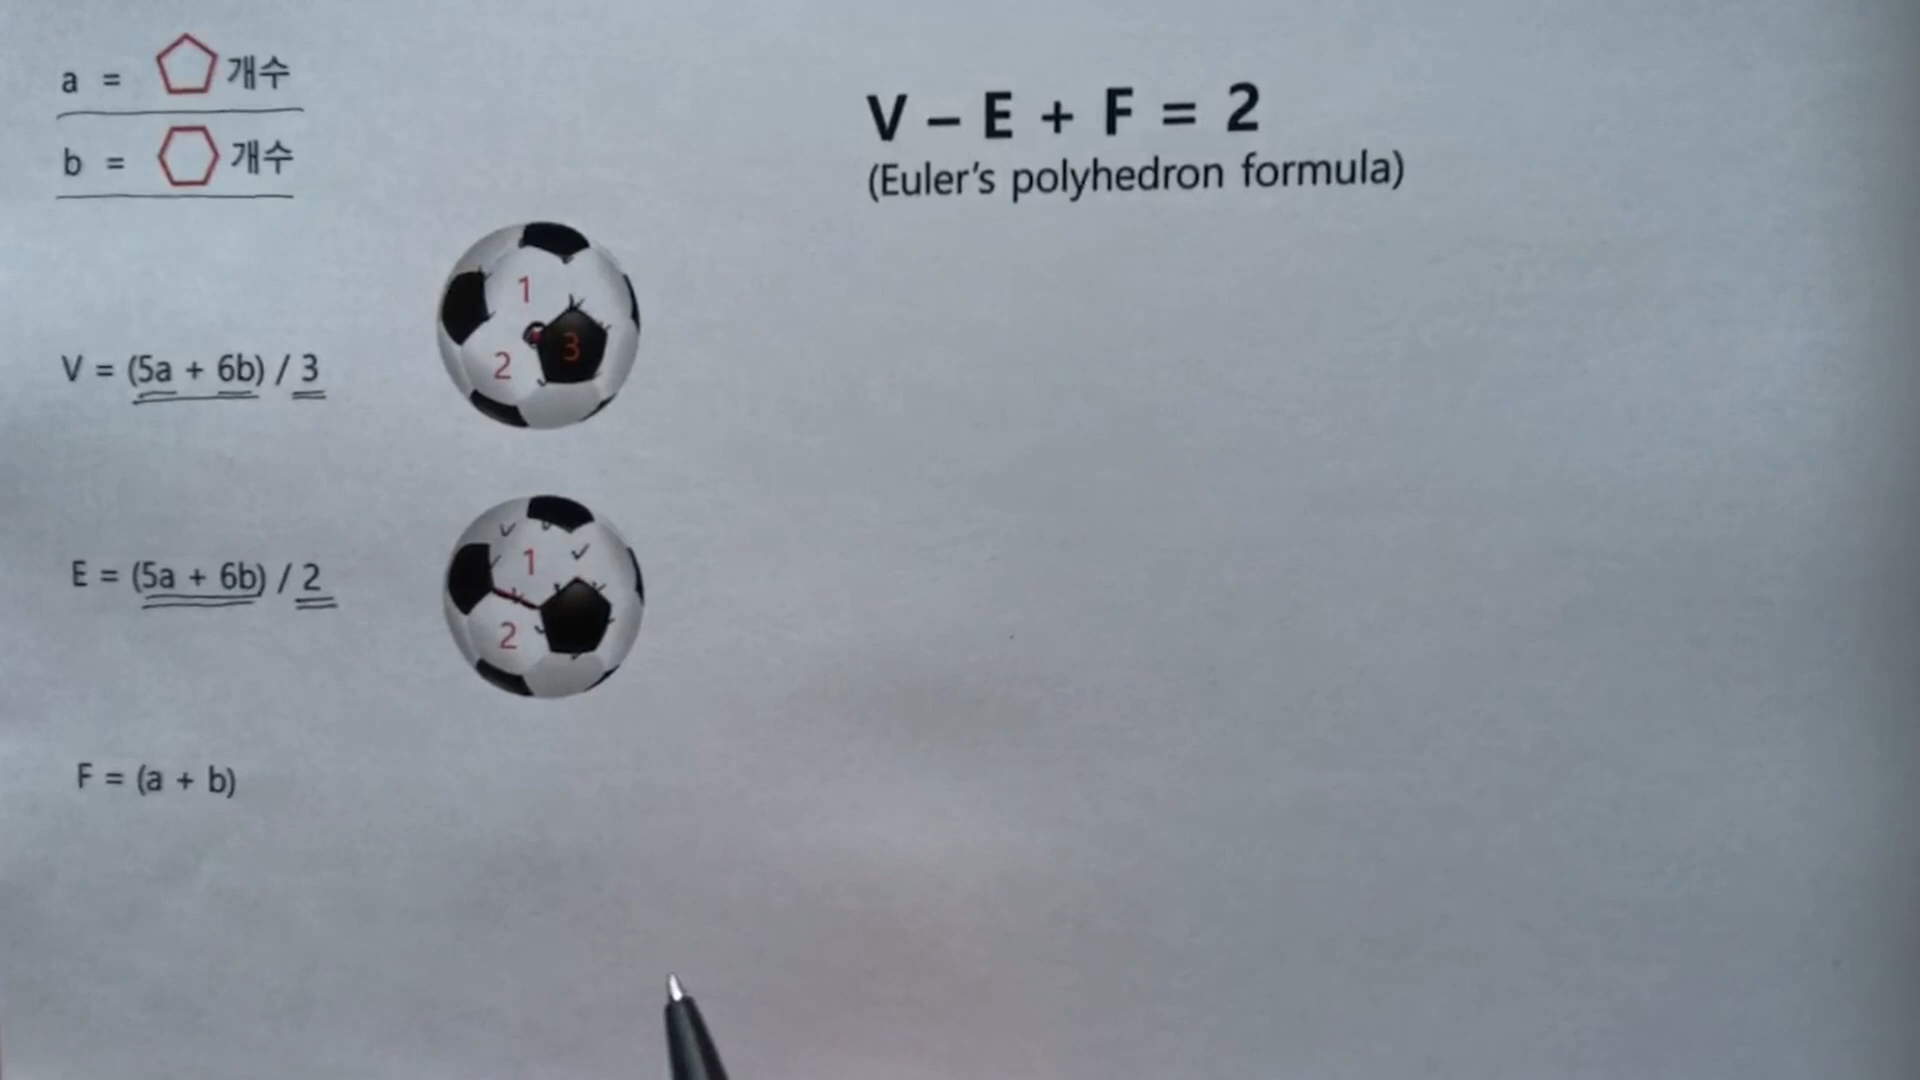 a = 개수
b = 개수
V – E + F = 2
(Euler's polyhedron formula)
1
2
3
V = (5a + 6b) / 3
1
2
E = (5a + 6b) / 2
F = (a + b)